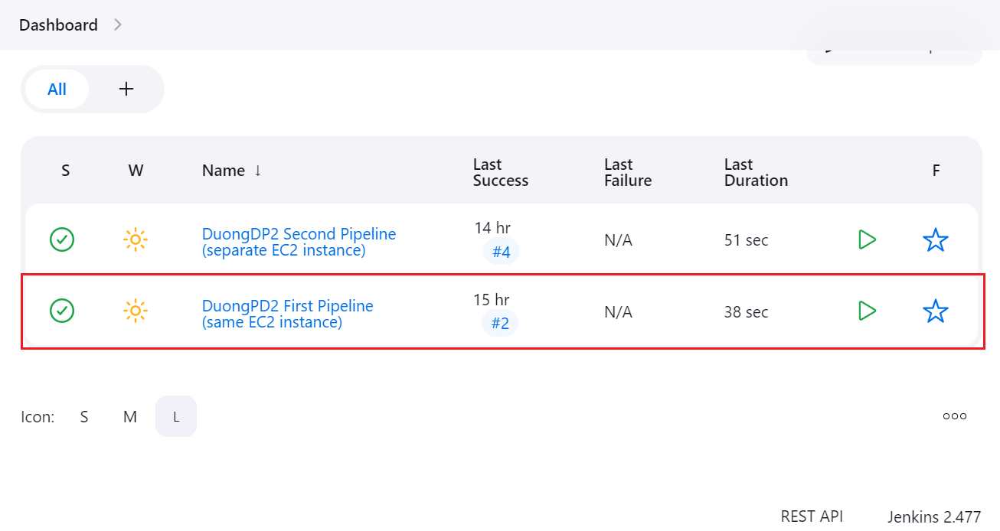 Dashboard
All +
S W Name ↓ Last Success Last Failure Last Duration F
DuongDP2 Second Pipeline
(separate EC2 instance)
14 hr
#4
N/A
51 sec
DuongPD2 First Pipeline
(same EC2 instance)
15 hr
#2
N/A
38 sec
Icon: S M L
REST API Jenkins 2.477